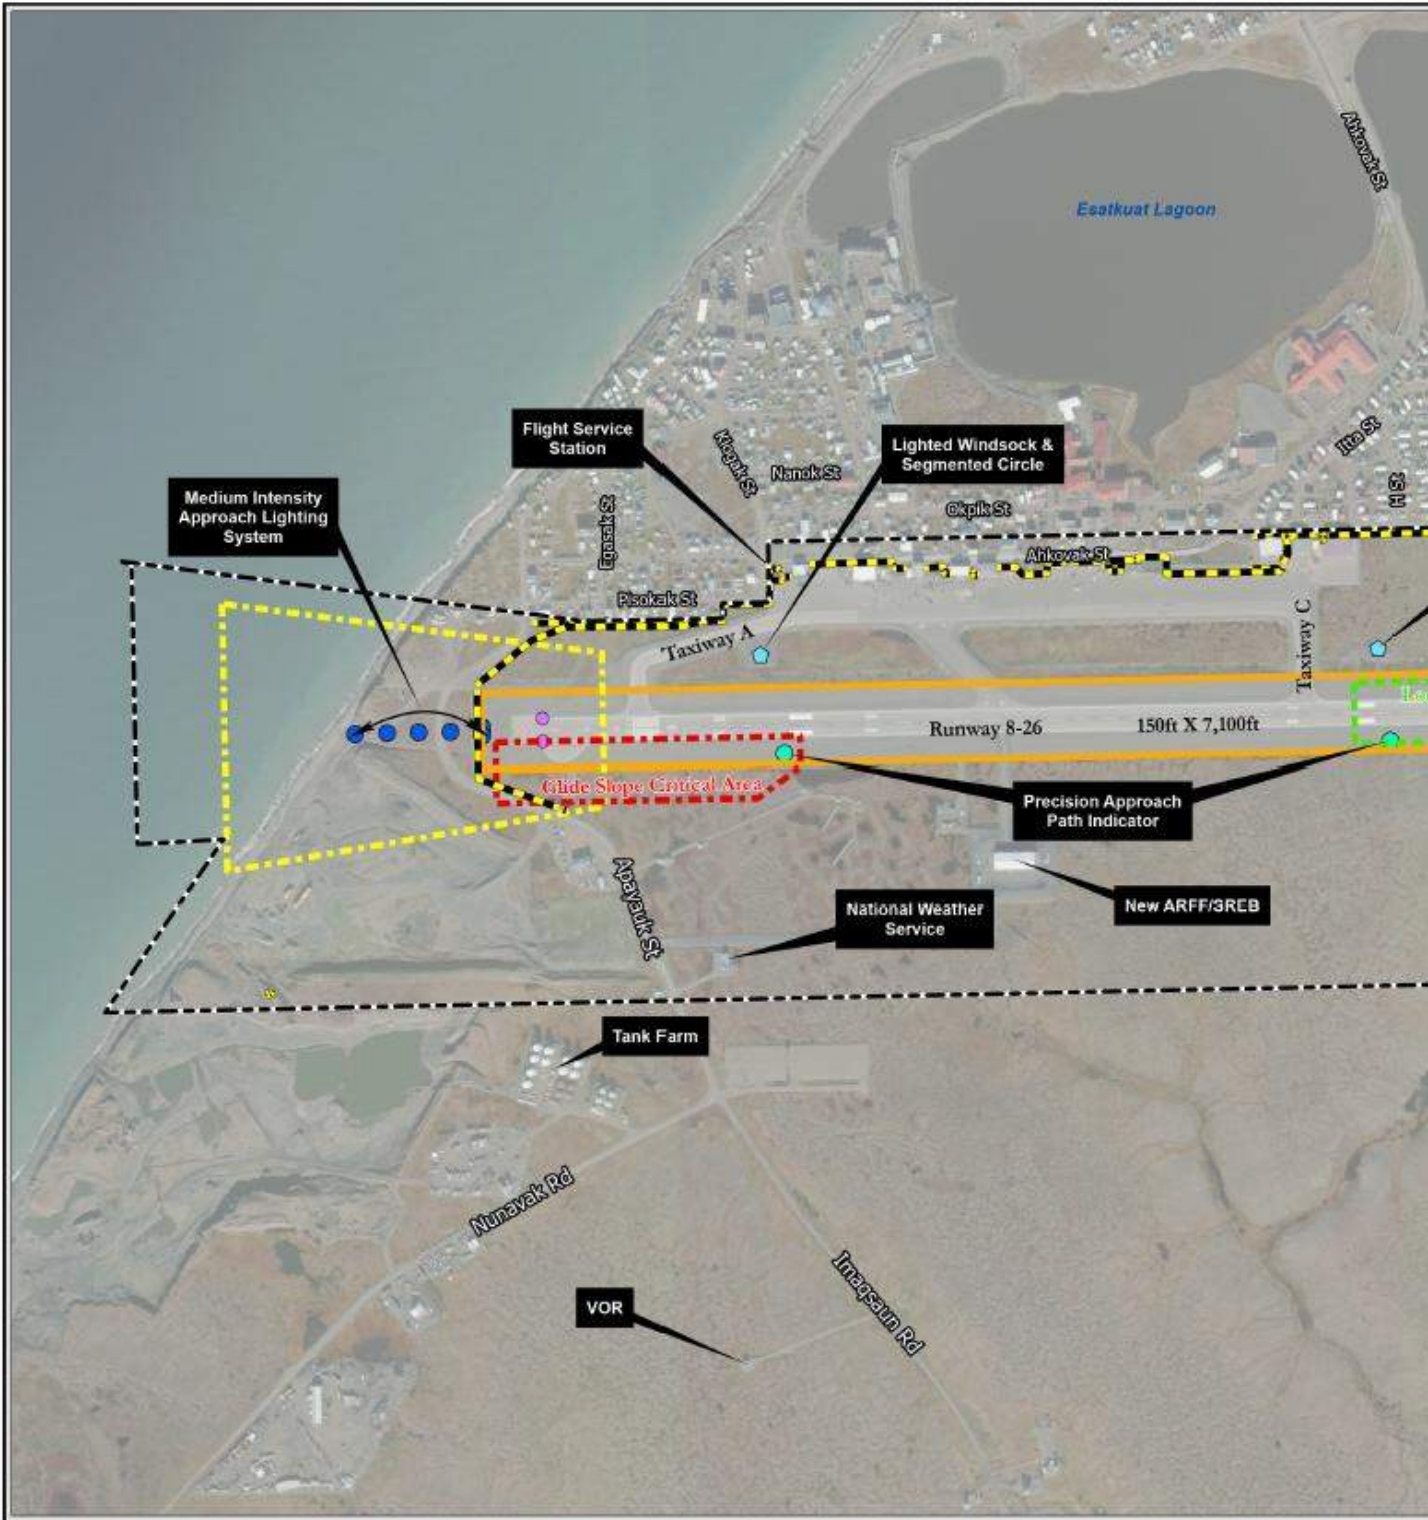 Ahkovak St
Esatkuat Lagoon
Flight Service
Station
Lighted Windsock &
Segmented Circle
Kiogak St
Nanok St
Itta St
Medium Intensity
Approach Lighting
System
Egasak St
Okpik St
H St
Ahkovak St
Pisokak St
Taxiway A
Taxiway C
Runway 8-26
150ft X 7,100ft
Glide Slope Critical Area
Precision Approach
Path Indicator
Apayauk St
National Weather
Service
New ARFF/SREB
Tank Farm
Nunavak Rd
Imaqsaun Rd
VOR